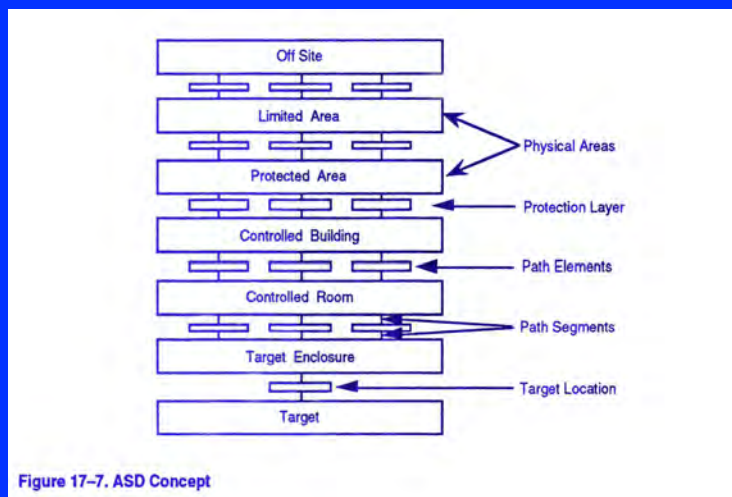 Off Site
Limited Area
Physical Areas
Protected Area
Protection Layer
Controlled Building
Path Elements
Controlled Room
Path Segments
Target Enclosure
Target Location
Target
Figure 17–7. ASD Concept